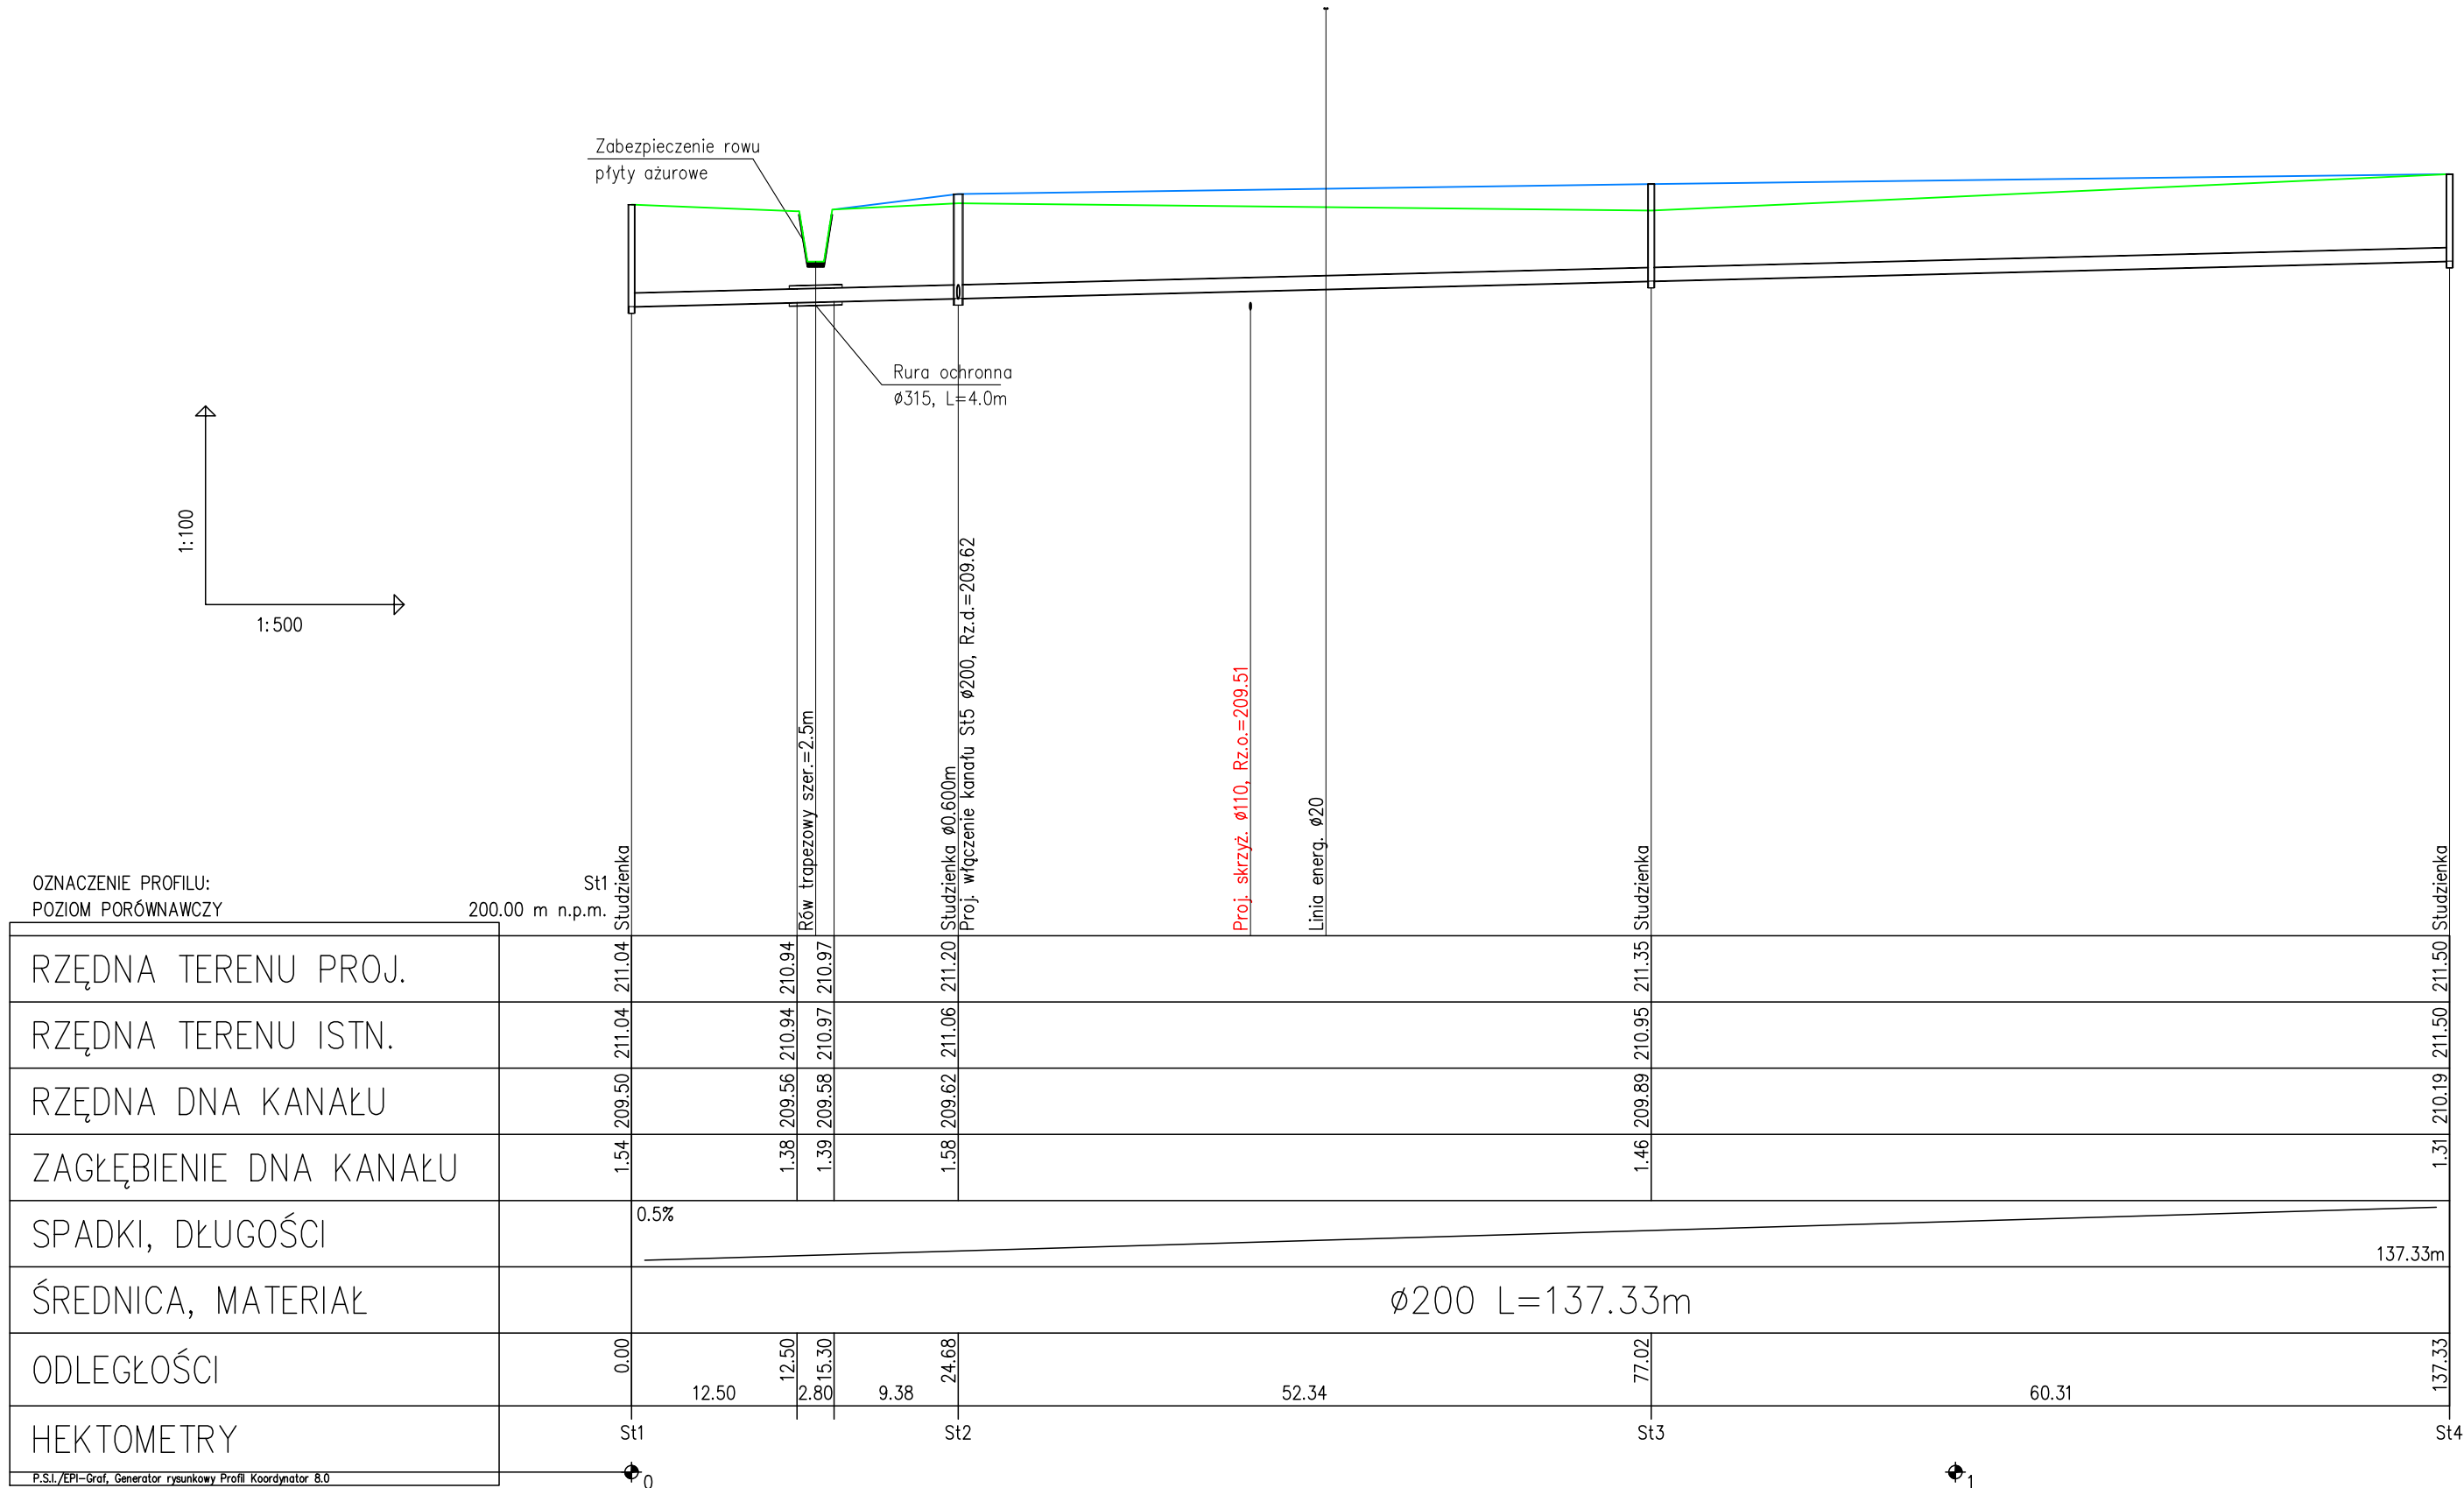 Zabezpieczenie rowu
płyty ażurowe
Rura ochronna
ø315, L=4.0m
1:100
1:500
Studzienka
Rów trapezowy szer.=2.5m
Studzienka ø0.600m
Proj. włączenie kanału St5 ø200, Rz.d.=209.62
Proj. skrzyż. ø110, Rz.o.=209.51
Linia energ. ø20
Studzienka
Studzienka
OZNACZENIE PROFILU: St1
POZIOM PORÓWNAWCZY 200.00 m n.p.m.
RZĘDNA TERENU PROJ. 211.04 210.94 210.97 211.20 211.35 211.50
RZĘDNA TERENU ISTN. 211.04 210.94 210.97 211.06 210.95 211.50
RZĘDNA DNA KANAŁU 209.50 209.56 209.58 209.62 209.89 210.19
ZAGŁĘBIENIE DNA KANAŁU 1.54 1.38 1.39 1.58 1.46 1.31
SPADKI, DŁUGOŚCI 0.5% 137.33m
ŚREDNICA, MATERIAŁ ø200 L=137.33m
ODLEGŁOŚCI 0.00 12.50 15.30 24.68 77.02 137.33
12.50 2.80 9.38 52.34 60.31
HEKTOMETRY St1 St2 St3 St4
P.S.I./EPI-Graf, Generator rysunkowy Profil Koordynator 8.0
0 1